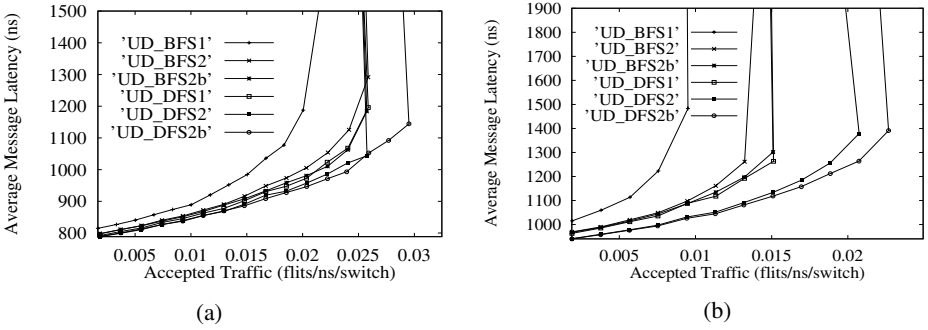 Average Message Latency (ns)
1500
1400
1300
1200
1100
1000
900
800
'UD_BFS1'
'UD_BFS2'
'UD_BFS2b'
'UD_DFS1'
'UD_DFS2'
'UD_DFS2b'
0.005
0.01
0.015
0.02
0.025
0.03
Accepted Traffic (flits/ns/switch)
(a)
Average Message Latency (ns)
1900
1800
1700
1600
1500
1400
1300
1200
1100
1000
'UD_BFS1'
'UD_BFS2'
'UD_BFS2b'
'UD_DFS1'
'UD_DFS2'
'UD_DFS2b'
0.005
0.01
0.015
0.02
Accepted Traffic (flits/ns/switch)
(b)